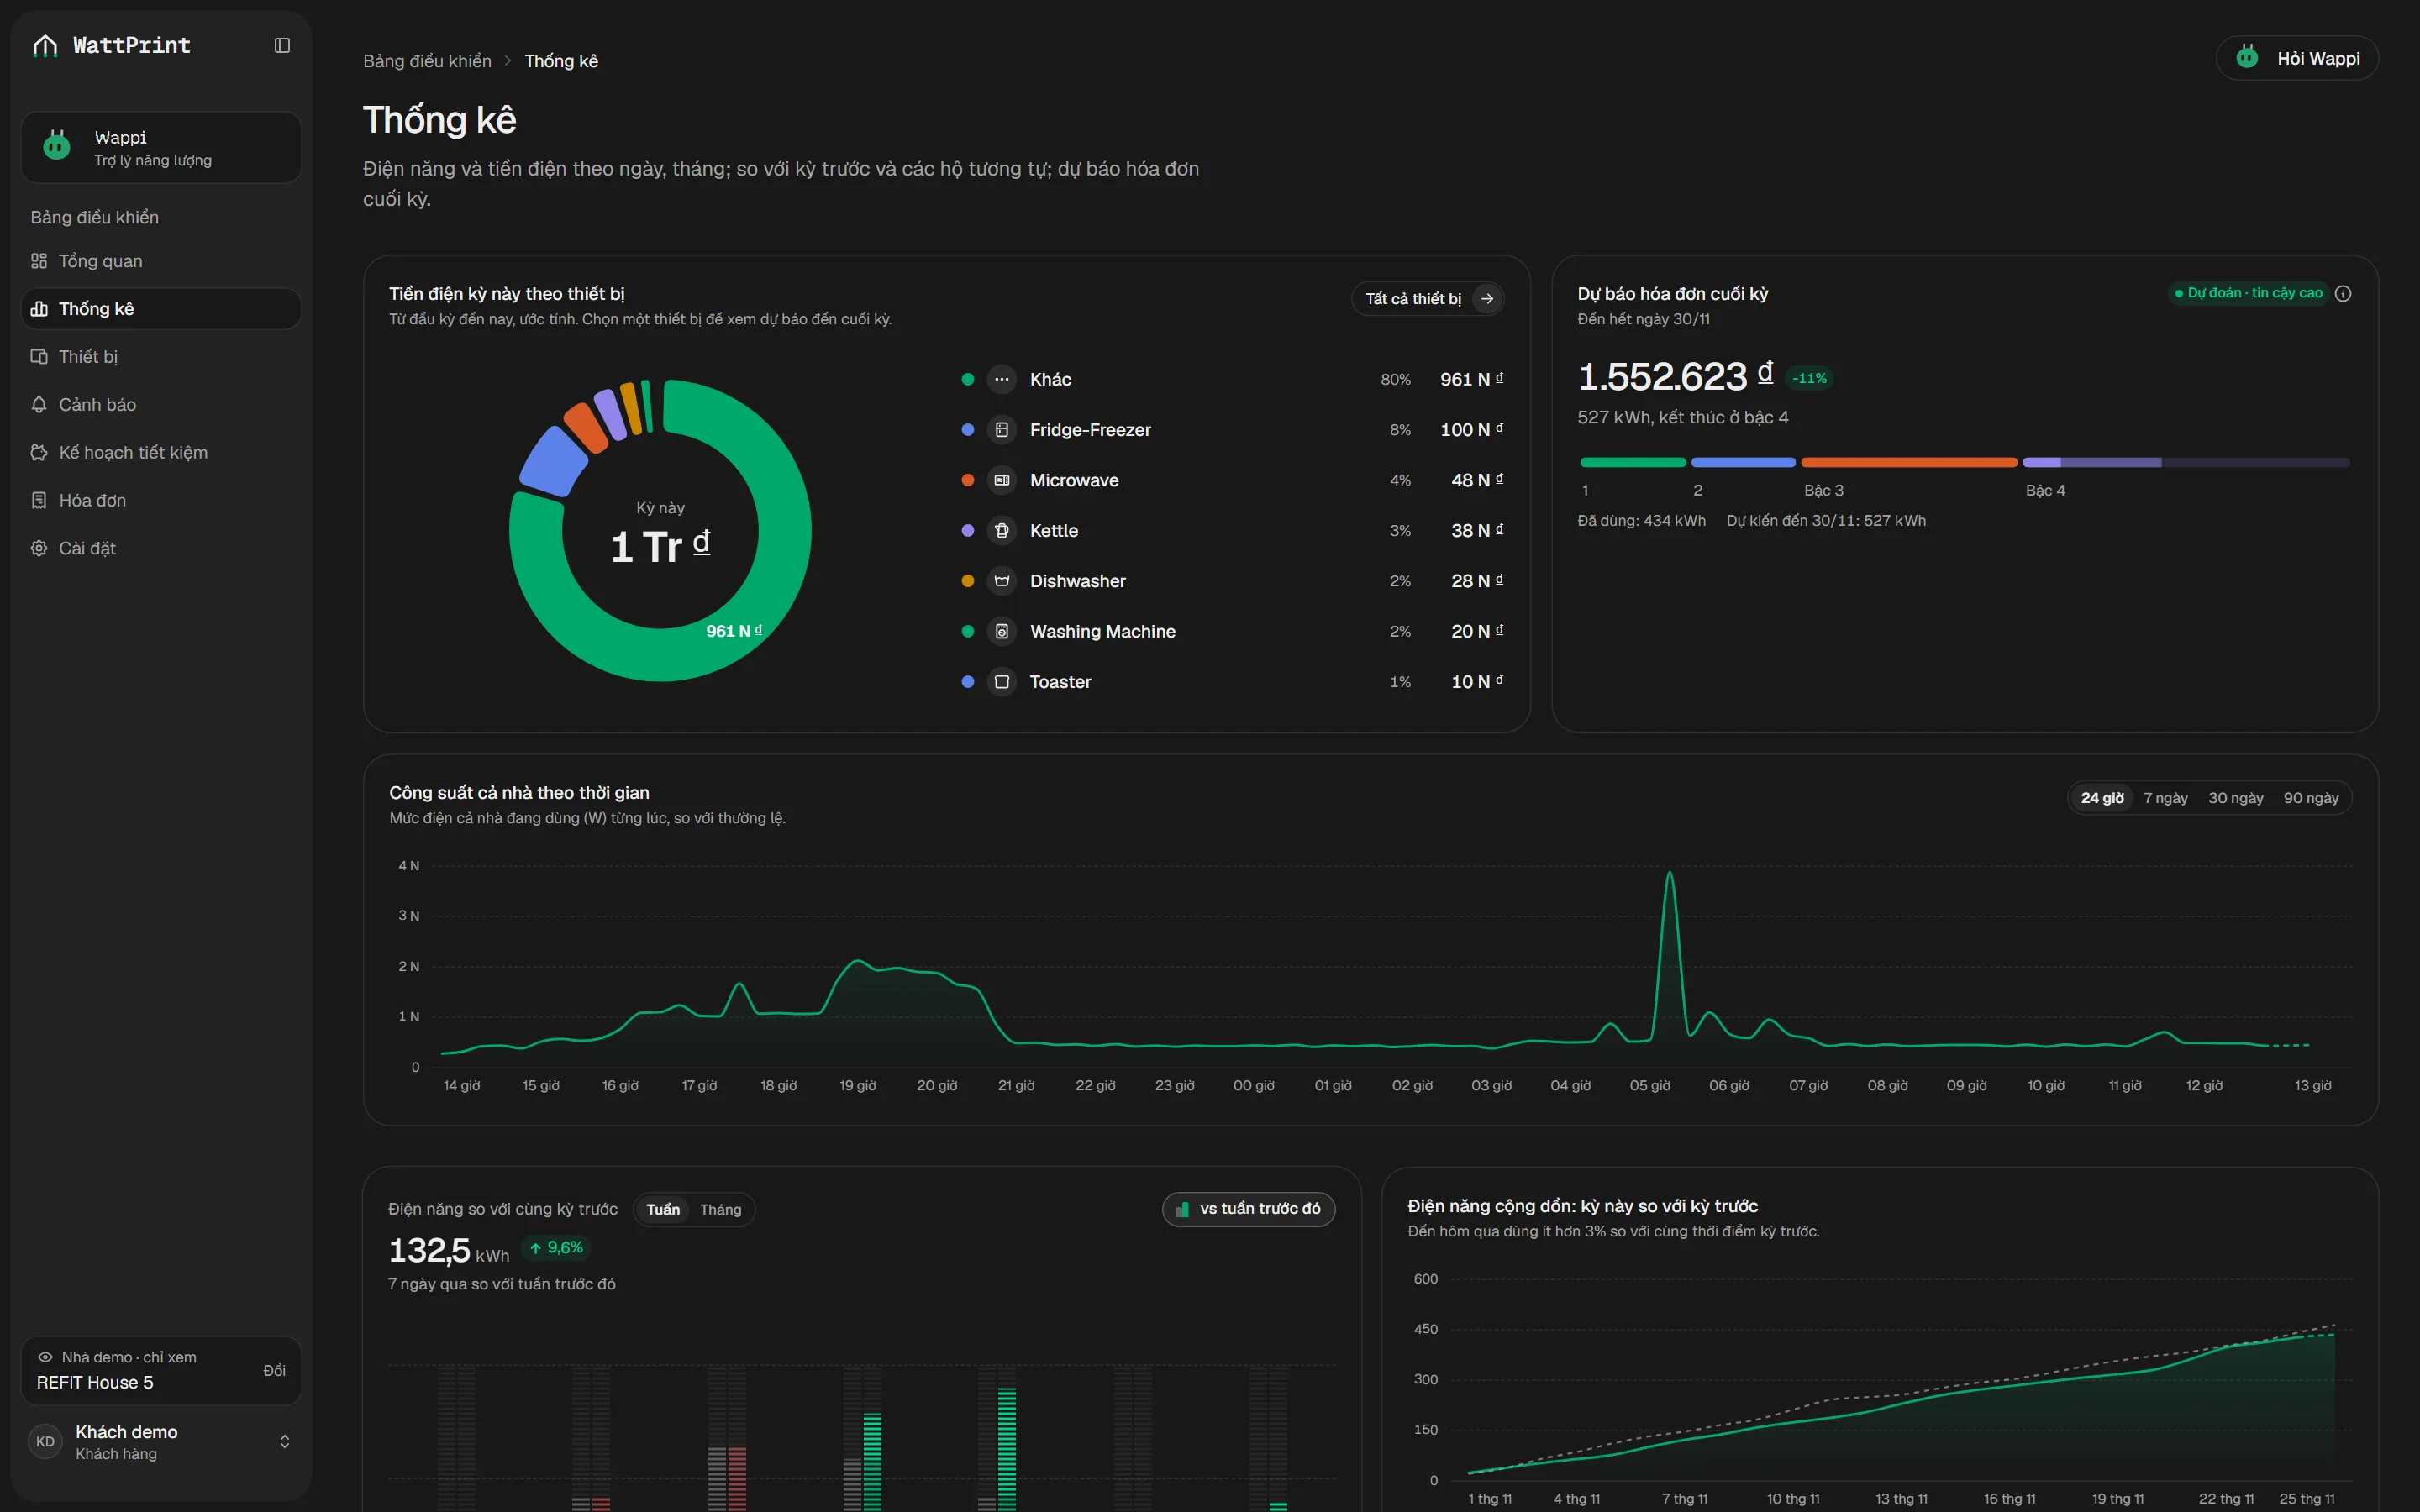 WattPrint
Wappi
Trợ lý năng lượng
Bảng điều khiển
Tổng quan
Thống kê
Thiết bị
Cảnh báo
Kế hoạch tiết kiệm
Hóa đơn
Cài đặt
Nhà demo · chỉ xem
REFIT House 5
Đổi
KD
Khách demo
Khách hàng
Bảng điều khiển > Thống kê
Hỏi Wappi
Thống kê
Điện năng và tiền điện theo ngày, tháng; so với kỳ trước và các hộ tương tự; dự báo hóa đơn
cuối kỳ.
Tiền điện kỳ này theo thiết bị
Từ đầu kỳ đến nay, ước tính. Chọn một thiết bị để xem dự báo đến cuối kỳ.
Tất cả thiết bị
Kỳ này
1 Tr ₫
961 N ₫
Khác 80% 961 N ₫
Fridge-Freezer 8% 100 N ₫
Microwave 4% 48 N ₫
Kettle 3% 38 N ₫
Dishwasher 2% 28 N ₫
Washing Machine 2% 20 N ₫
Toaster 1% 10 N ₫
Dự báo hóa đơn cuối kỳ
Dự đoán · tin cậy cao
Đến hết ngày 30/11
1.552.623 ₫ -11%
527 kWh, kết thúc ở bậc 4
1 2 Bậc 3 Bậc 4
Đã dùng: 434 kWh Dự kiến đến 30/11: 527 kWh
Công suất cả nhà theo thời gian
Mức điện cả nhà đang dùng (W) từng lúc, so với thường lệ.
24 giờ 7 ngày 30 ngày 90 ngày
4 N
3 N
2 N
1 N
0
14 giờ 15 giờ 16 giờ 17 giờ 18 giờ 19 giờ 20 giờ 21 giờ 22 giờ 23 giờ 00 giờ 01 giờ 02 giờ 03 giờ 04 giờ 05 giờ 06 giờ 07 giờ 08 giờ 09 giờ 10 giờ 11 giờ 12 giờ 13 giờ
Điện năng so với cùng kỳ trước
Tuần Tháng
vs tuần trước đó
132,5 kWh ↑ 9,6%
7 ngày qua so với tuần trước đó
Điện năng cộng dồn: kỳ này so với kỳ trước
Đến hôm qua dùng ít hơn 3% so với cùng thời điểm kỳ trước.
600
450
300
150
0
1 thg 11 4 thg 11 7 thg 11 10 thg 11 13 thg 11 16 thg 11 19 thg 11 22 thg 11 25 thg 11